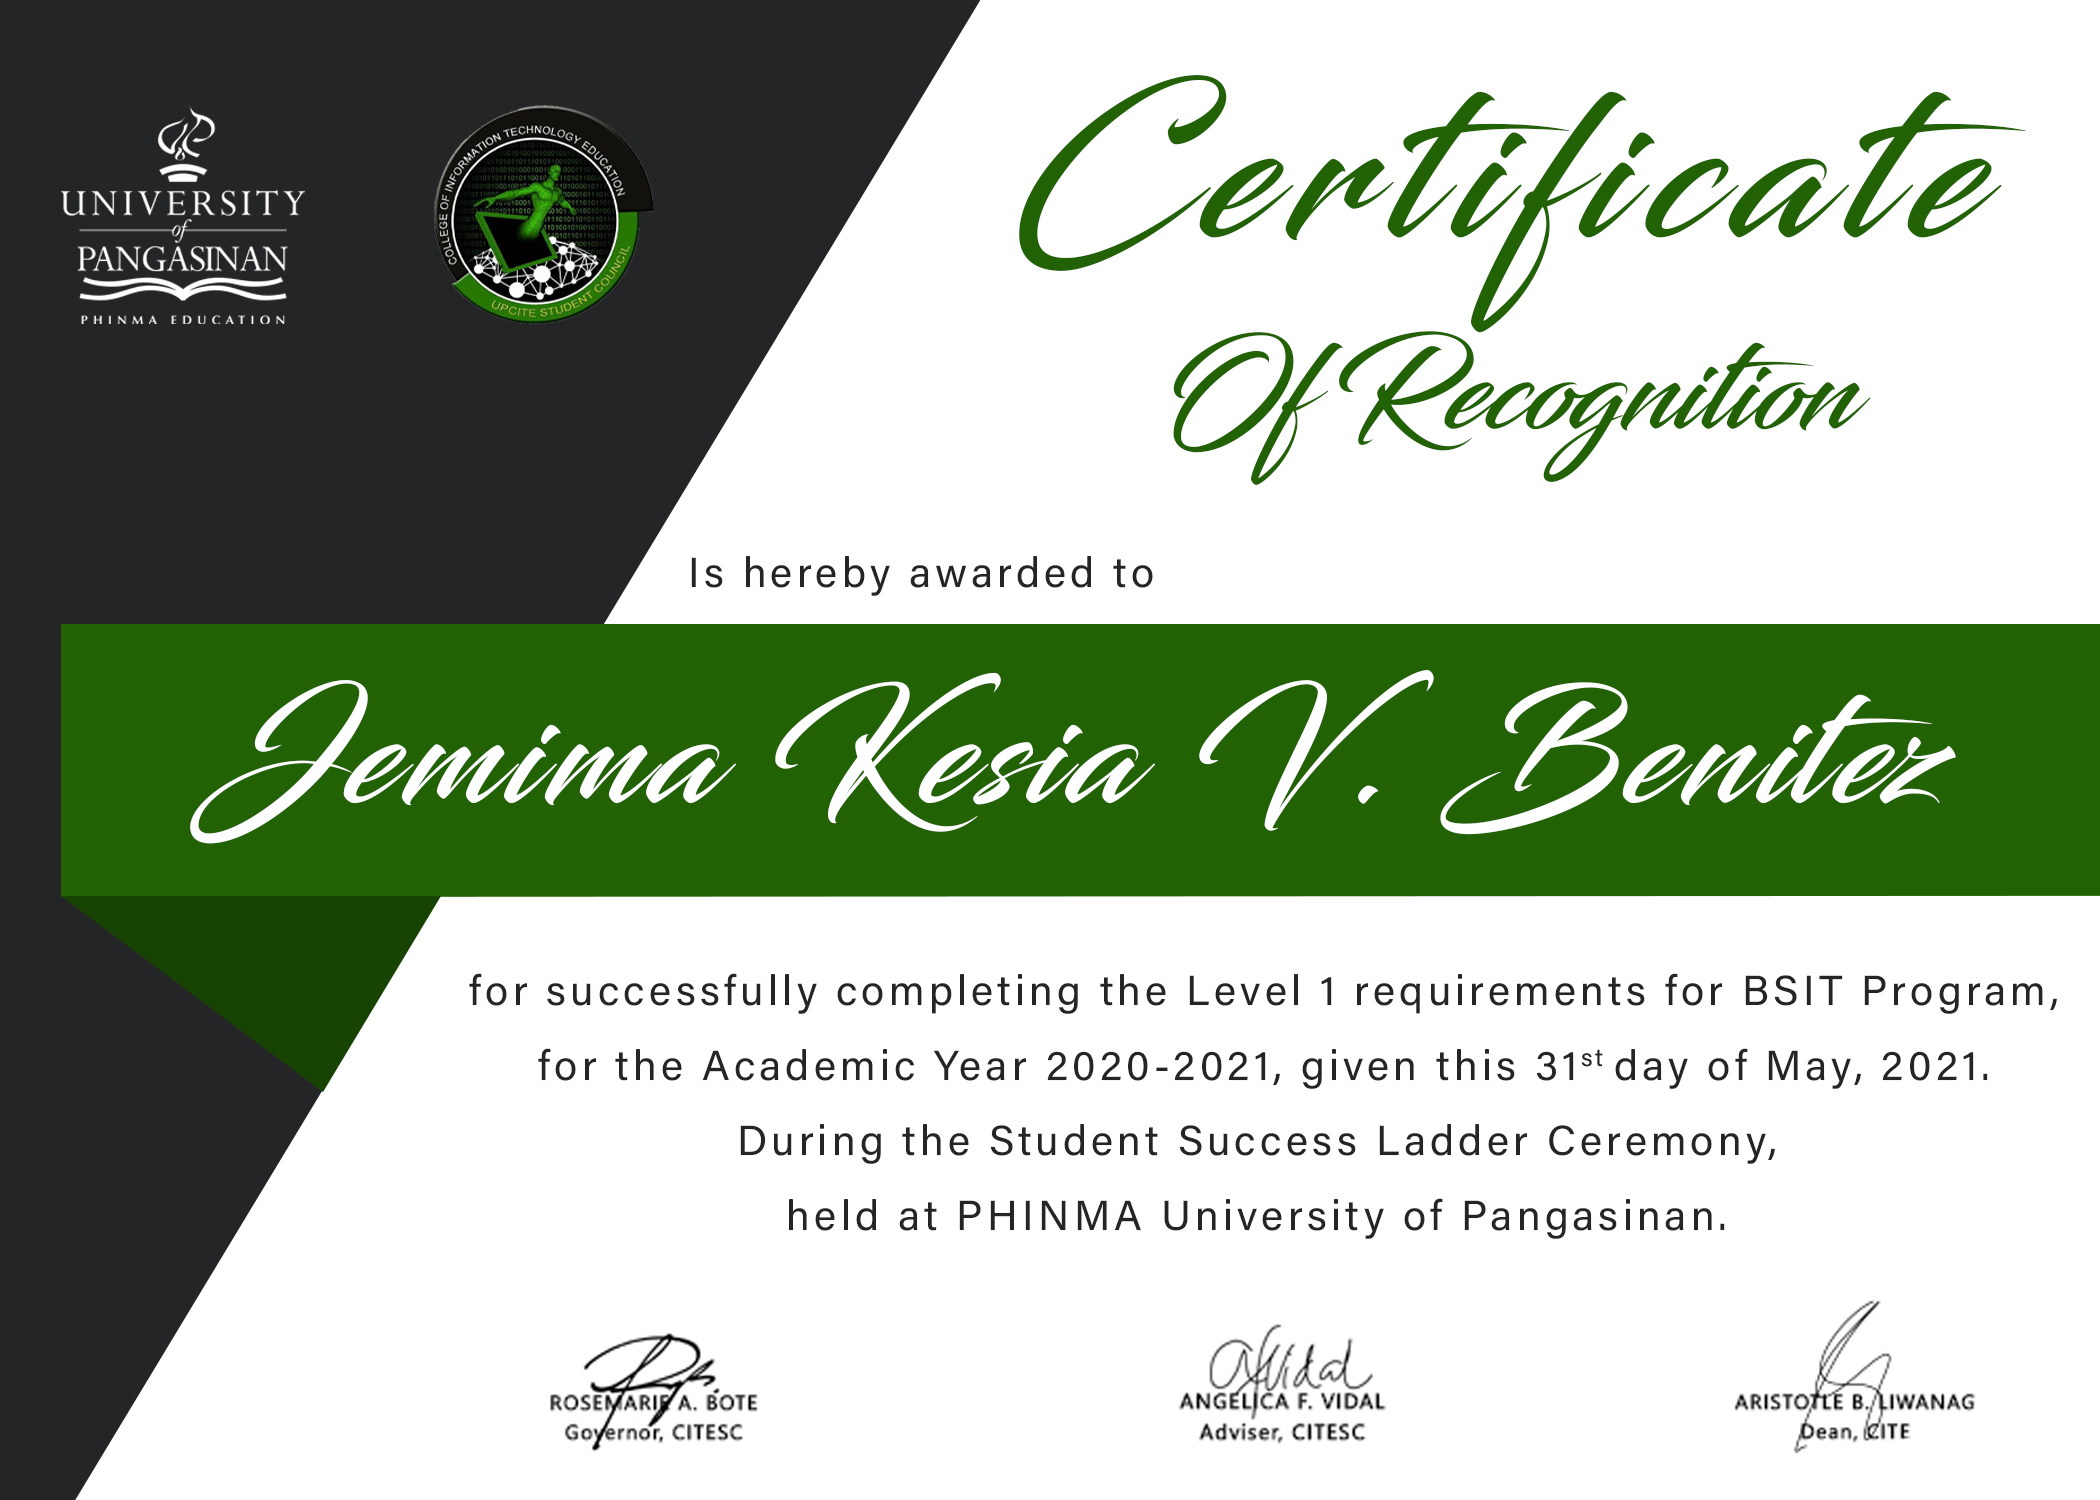 UNIVERSITY
of
PANGASINAN
PHINMA EDUCATION
COLLEGE OF INFORMATION TECHNOLOGY EDUCATION
UPCITE STUDENT COUNCIL
Certificate
Of Recognition
Is hereby awarded to
Jemima Kesia V. Benitez
for successfully completing the Level 1 requirements for BSIT Program,
for the Academic Year 2020-2021, given this 31st day of May, 2021.
During the Student Success Ladder Ceremony,
held at PHINMA University of Pangasinan.
ROSEMARIE A. BOTE
Governor, CITESC
ANGELICA F. VIDAL
Adviser, CITESC
ARISTOTLE B. LIWANAG
Dean, CITE